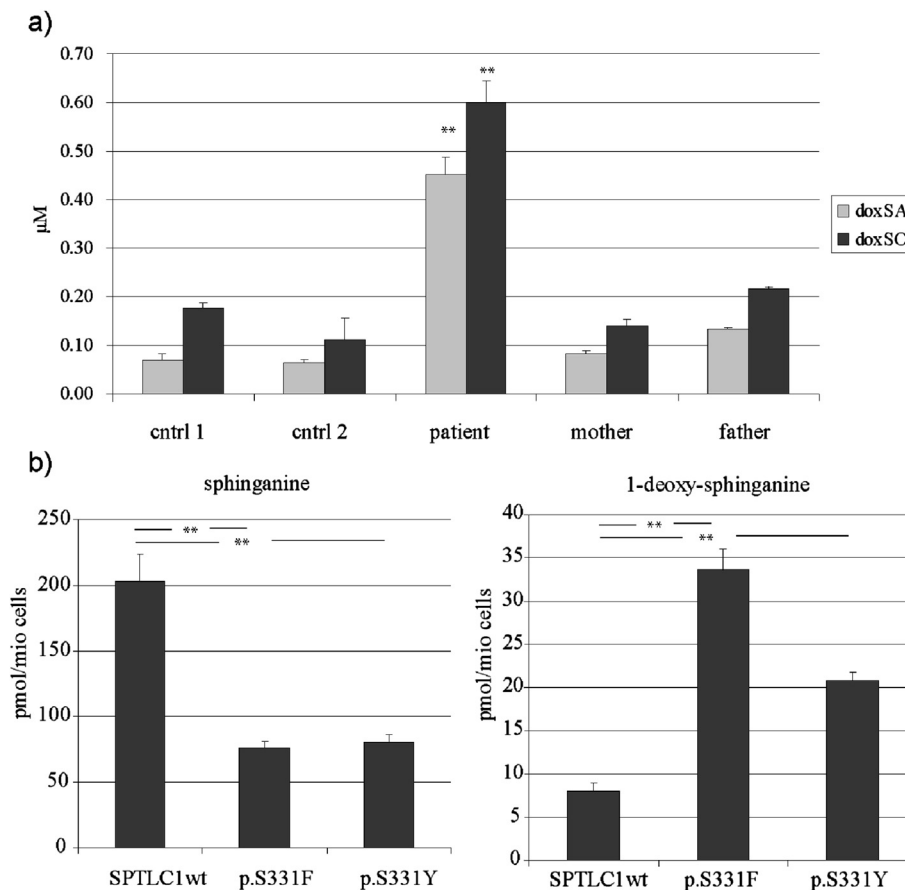 a)
0.70
0.60
0.50
0.40
0.30
0.20
0.10
0.00
µM
**
**
doxSA
doxSO
cntrl 1 cntrl 2 patient mother father
b)
sphinganine
250
200
150
100
50
0
pmol/mio cells
**
**
SPTLC1wt p.S331F p.S331Y
1-deoxy-sphinganine
40
35
30
25
20
15
10
5
0
pmol/mio cells
**
**
SPTLC1wt p.S331F p.S331Y